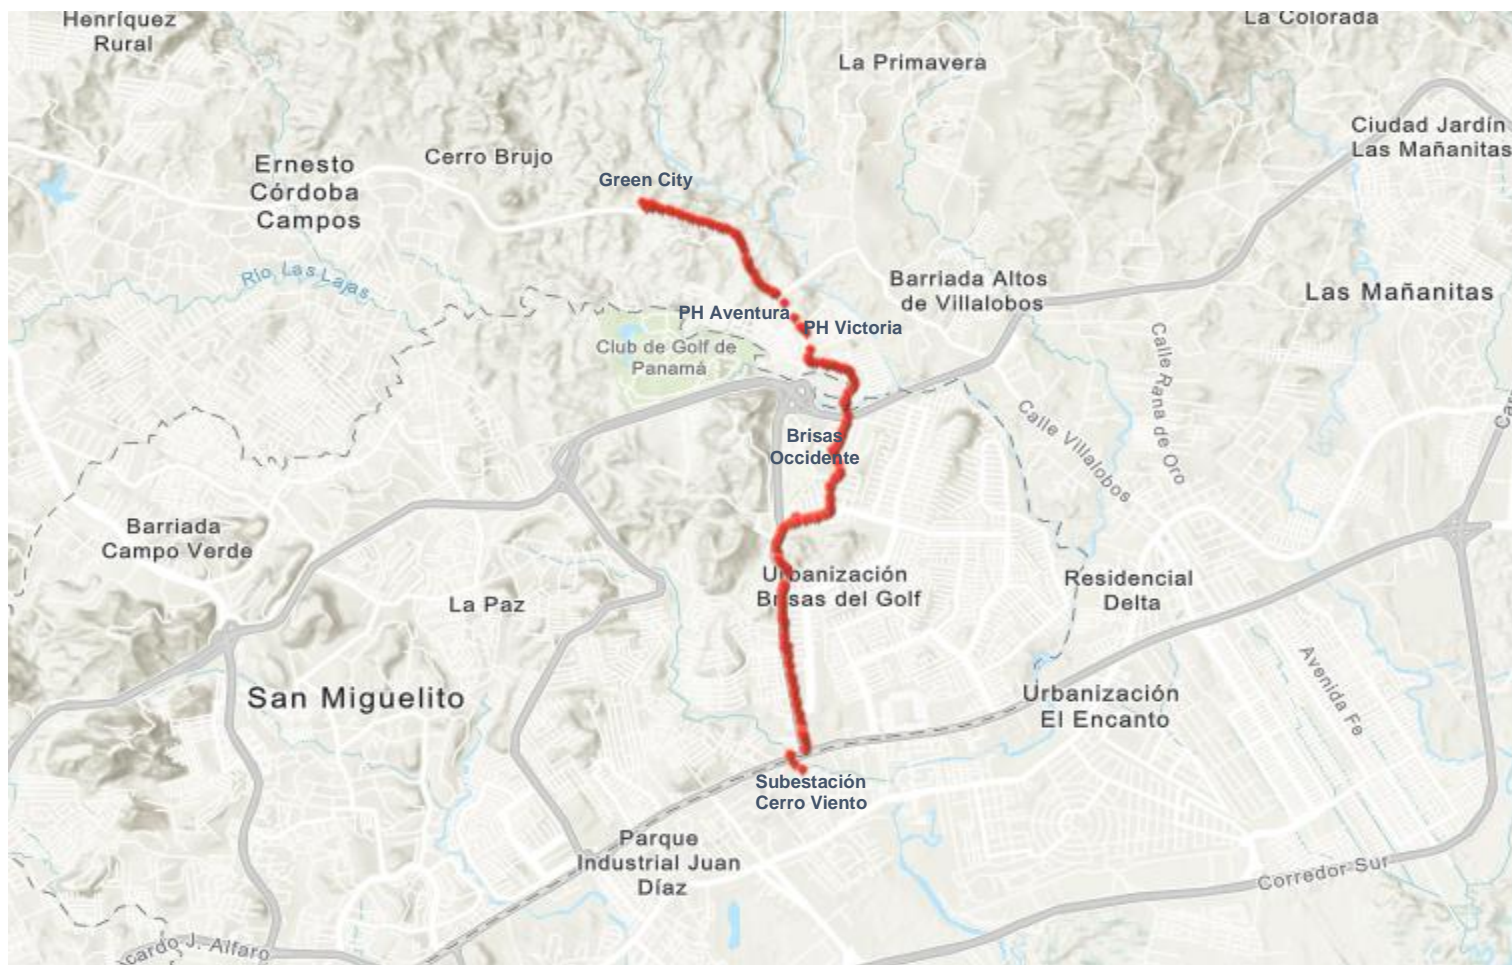 Henríquez
Rural
La Colorada
La Primavera
Ciudad Jardín
Las Mañanitas
Cerro Brujo
Ernesto
Córdoba
Campos
Green City
Río Las Lajas
Barriada Altos
de Villalobos
Las Mañanitas
PH Aventura
PH Victoria
Club de Golf de
Panamá
Calle Rana de Oro
Calle Villalobos
Brisas
Occidente
Barriada
Campo Verde
Urbanización
Brisas del Golf
Residencial
Delta
La Paz
San Miguelito
Urbanización
El Encanto
Avenida Fe
Subestación
Cerro Viento
Parque
Industrial Juan
Díaz
Corredor Sur
cardo J. Alfaro